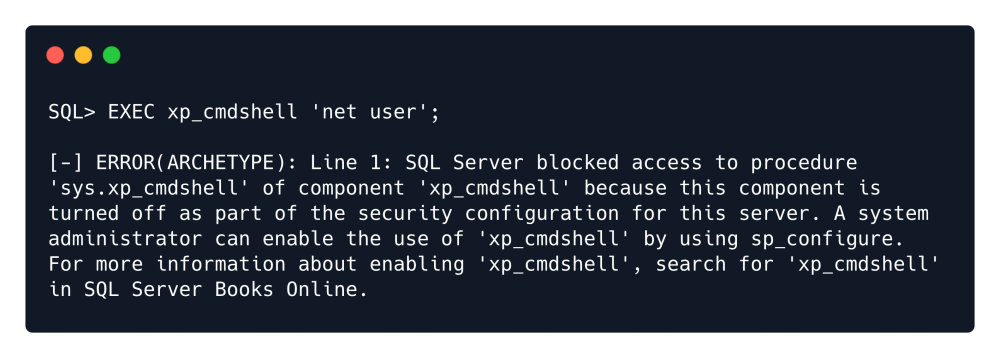 SQL> EXEC xp_cmdshell 'net user';
[-] ERROR(ARCHETYPE): Line 1: SQL Server blocked access to procedure
'sys.xp_cmdshell' of component 'xp_cmdshell' because this component is
turned off as part of the security configuration for this server. A system
administrator can enable the use of 'xp_cmdshell' by using sp_configure.
For more information about enabling 'xp_cmdshell', search for 'xp_cmdshell'
in SQL Server Books Online.